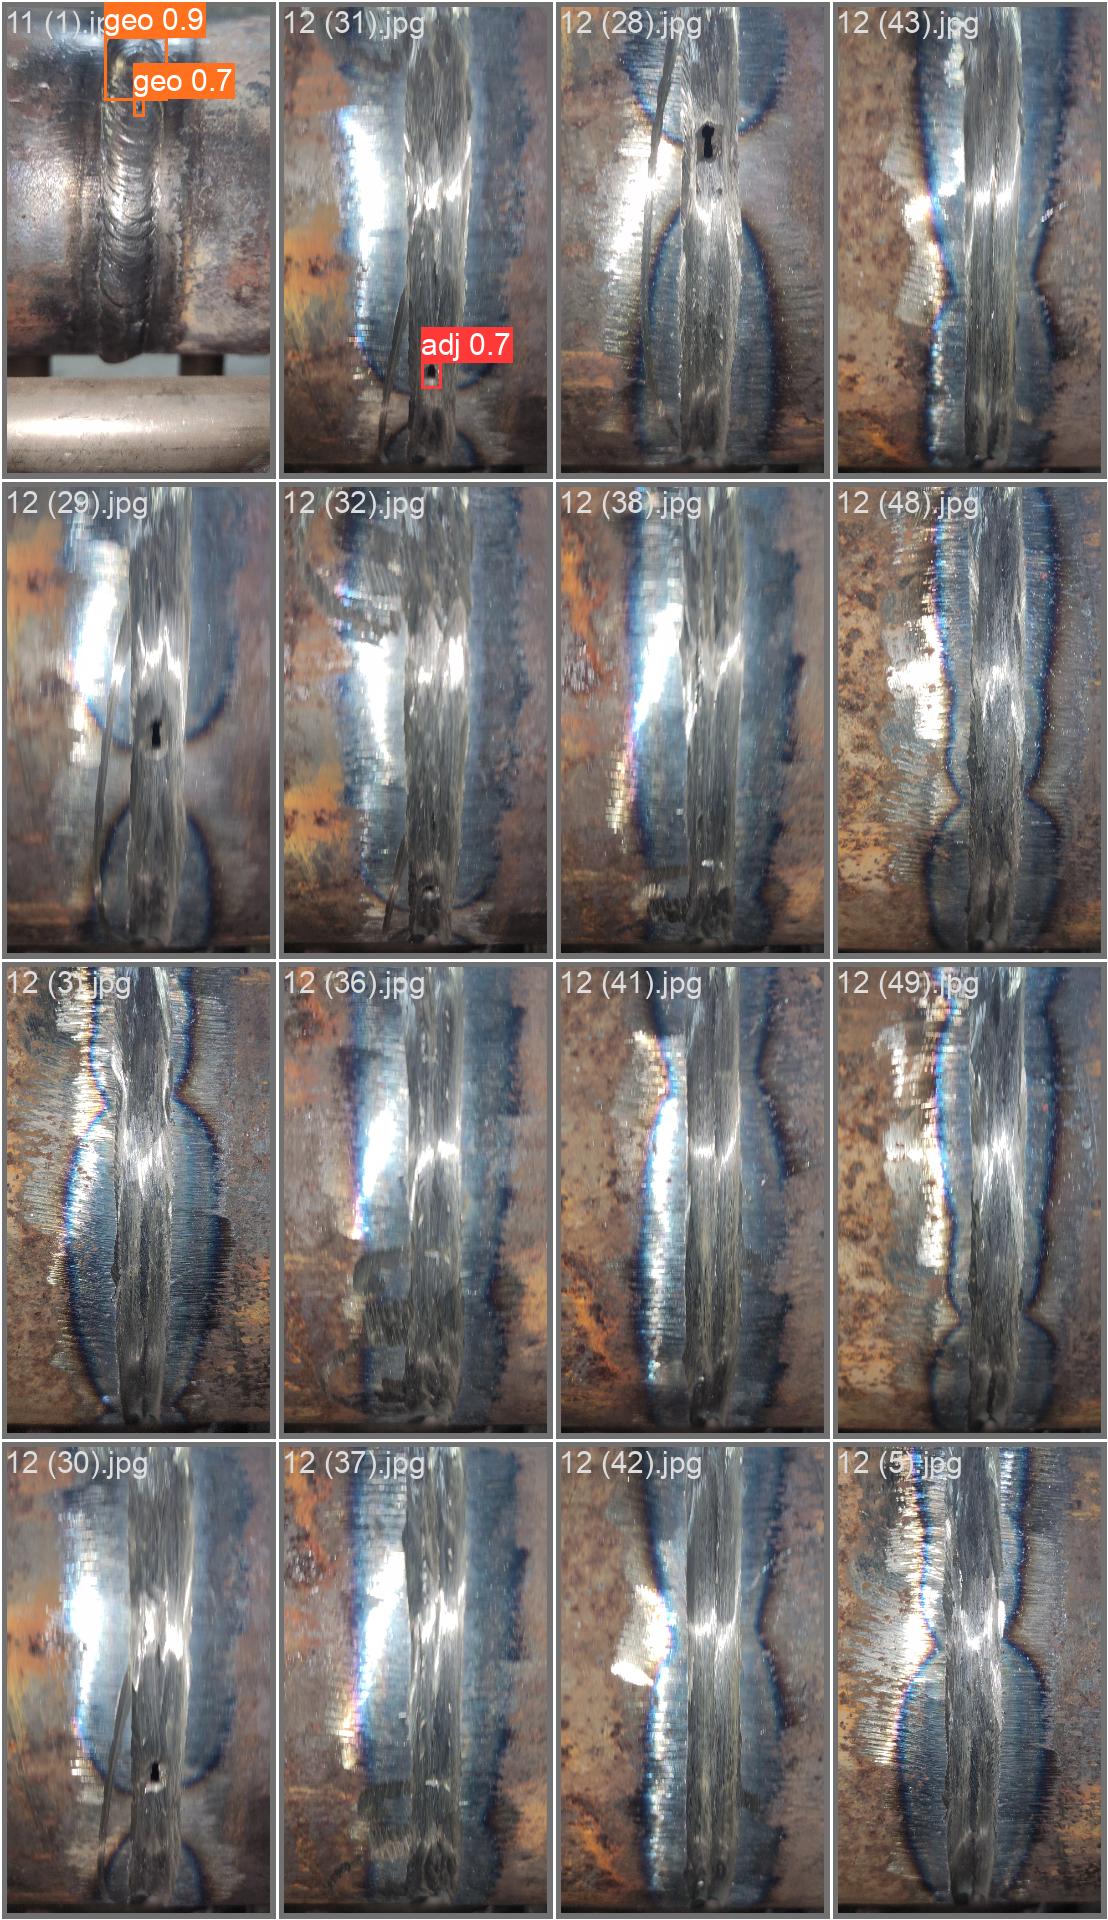 11 (1).jp
geo 0.9
geo 0.7
12 (31).jpg
adj 0.7
12 (28).jpg
12 (43).jpg
12 (29).jpg
12 (32).jpg
12 (38).jpg
12 (48).jpg
12 (3).jpg
12 (36).jpg
12 (41).jpg
12 (49).jpg
12 (30).jpg
12 (37).jpg
12 (42).jpg
12 (5).jpg